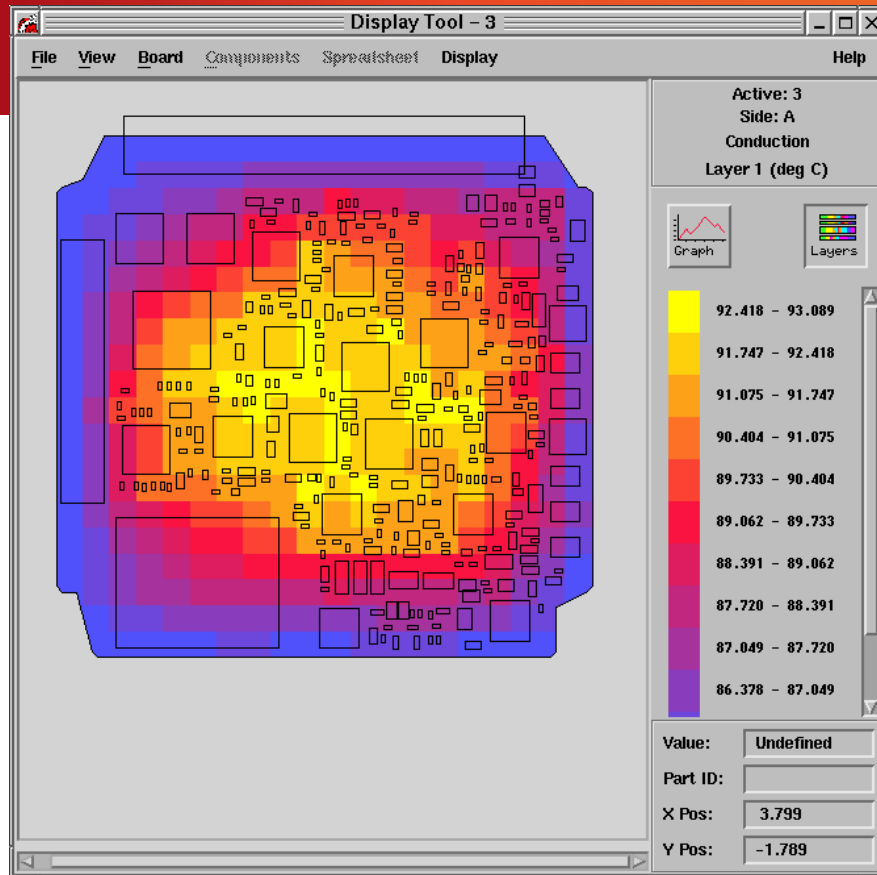 Display Tool – 3
File View Board Components Spreadsheet Display Help
Active: 3
Side: A
Conduction
Layer 1 (deg C)
Graph Layers
92.418 – 93.089
91.747 – 92.418
91.075 – 91.747
90.404 – 91.075
89.733 – 90.404
89.062 – 89.733
88.391 – 89.062
87.720 – 88.391
87.049 – 87.720
86.378 – 87.049
Value: Undefined
Part ID:
X Pos: 3.799
Y Pos: -1.789